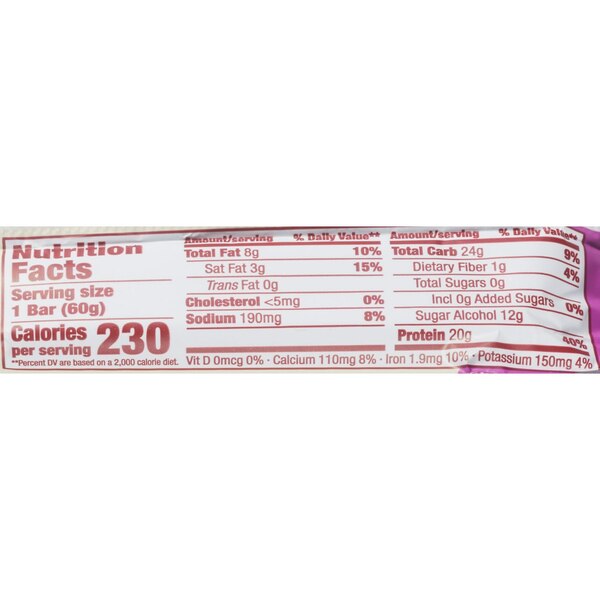 Nutrition
Facts
Serving size
1 Bar (60g)
Calories
per serving 230
**Percent DV are based on a 2,000 calorie diet.
Amount/serving % Daily Value**
Total Fat 8g 10%
Sat Fat 3g 15%
Trans Fat 0g
Cholesterol <5mg 0%
Sodium 190mg 8%
Amount/serving % Daily Value**
Total Carb 24g 9%
Dietary Fiber 1g 4%
Total Sugars 0g
Incl 0g Added Sugars 0%
Sugar Alcohol 12g
Protein 20g 40%
Vit D 0mcg 0% · Calcium 110mg 8% · Iron 1.9mg 10% · Potassium 150mg 4%